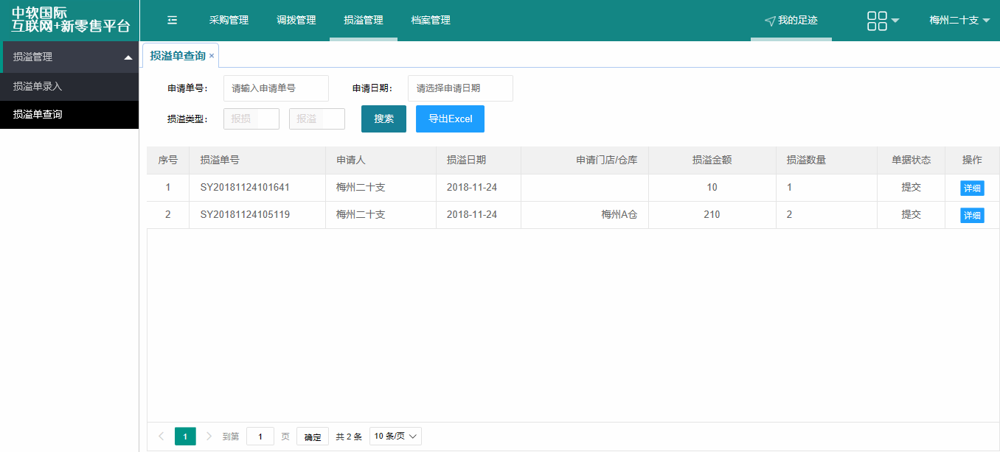 中软国际
互联网+新零售平台
采购管理 调拨管理 损溢管理 档案管理 我的足迹 梅州二十支
损溢管理
损溢单录入
损溢单查询
损溢单查询 ×
申请单号: 请输入申请单号 申请日期: 请选择申请日期
损溢类型: 报损 报溢 搜索 导出Excel
序号 损溢单号 申请人 损溢日期 申请门店/仓库 损溢金额 损溢数量 单据状态 操作
1 SY20181124101641 梅州二十支 2018-11-24 10 1 提交 详细
2 SY20181124105119 梅州二十支 2018-11-24 梅州A仓 210 2 提交 详细
1 到第 1 页 确定 共 2 条 10 条/页